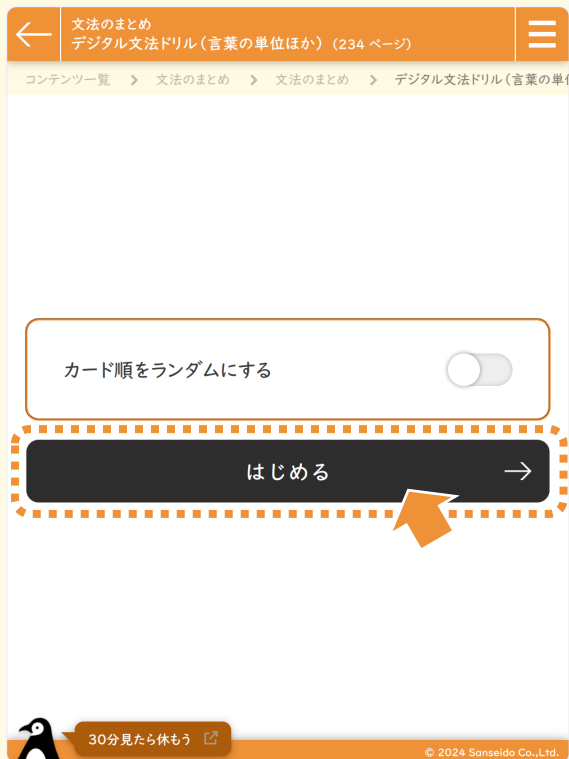 文法のまとめ
デジタル文法ドリル（言葉の単位ほか）（234 ページ）
コンテンツ一覧 > 文法のまとめ > 文法のまとめ > デジタル文法ドリル（言葉の単
カード順をランダムにする
はじめる
30分見たら休もう
© 2024 Sanseido Co.,Ltd.